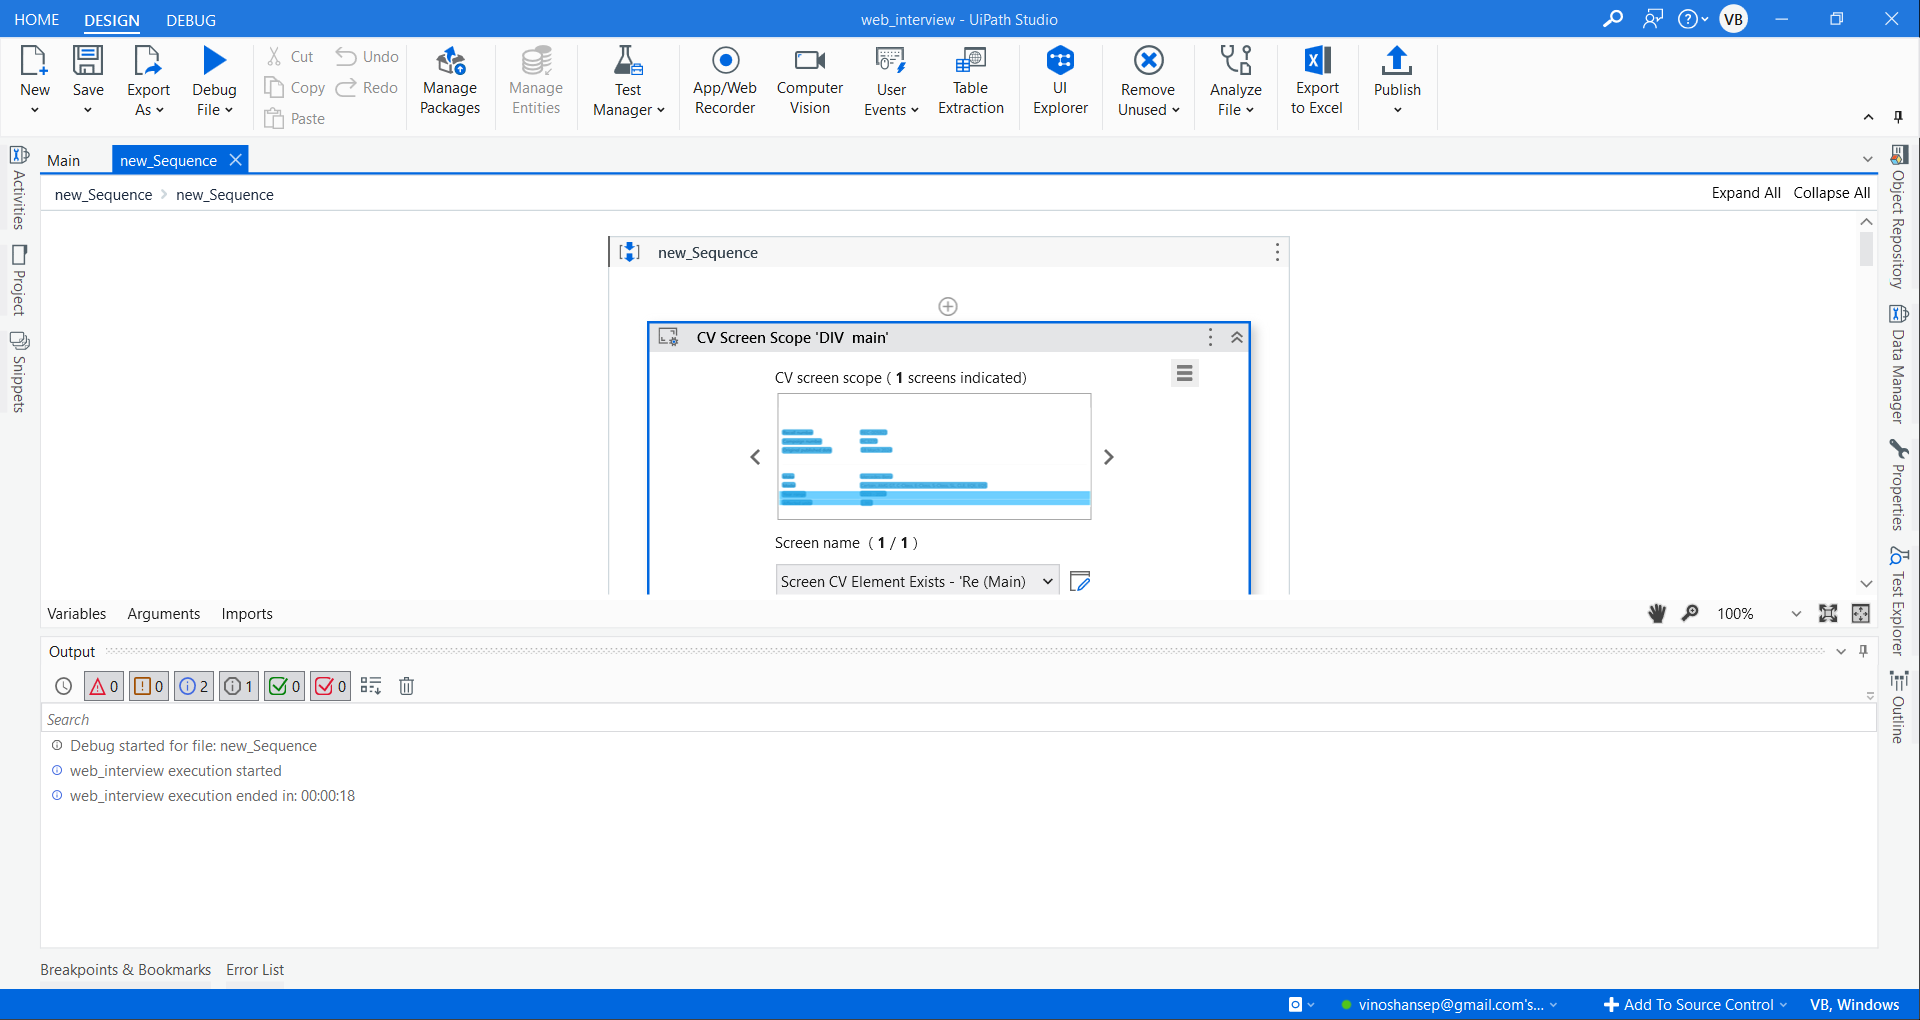 HOME DESIGN DEBUG web_interview - UiPath Studio VB
New Save Export As Debug File
Cut Copy Paste Undo Redo
Manage Packages
Manage Entities
Test Manager
App/Web Recorder
Computer Vision
User Events
Table Extraction
UI Explorer
Remove Unused
Analyze File
Export to Excel
Publish
Main new_Sequence
new_Sequence new_Sequence Expand All Collapse All
Activities
Project
Snippets
Object Repository
Data Manager
Properties
Test Explorer
Outline
new_Sequence
CV Screen Scope 'DIV main'
CV screen scope ( 1 screens indicated)
Screen name ( 1 / 1 )
Screen CV Element Exists - 'Re (Main)
Variables Arguments Imports 100%
Output
0 0 2 1 0 0
Search
Debug started for file: new_Sequence
web_interview execution started
web_interview execution ended in: 00:00:18
Breakpoints & Bookmarks Error List
vinoshansep@gmail.com's... Add To Source Control VB, Windows